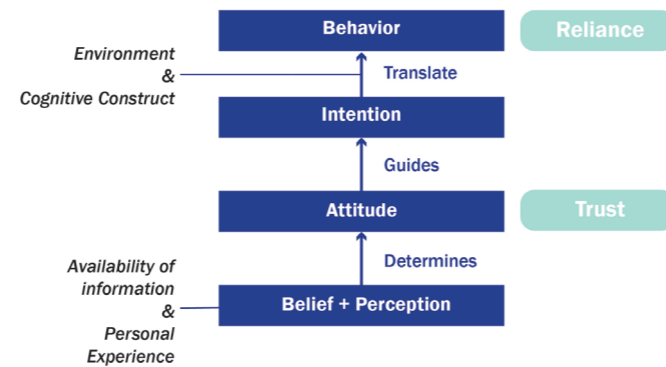 Behavior
Reliance
Environment
&
Cognitive Construct
Translate
Intention
Guides
Attitude
Trust
Determines
Availability of
information
&
Personal
Experience
Belief + Perception